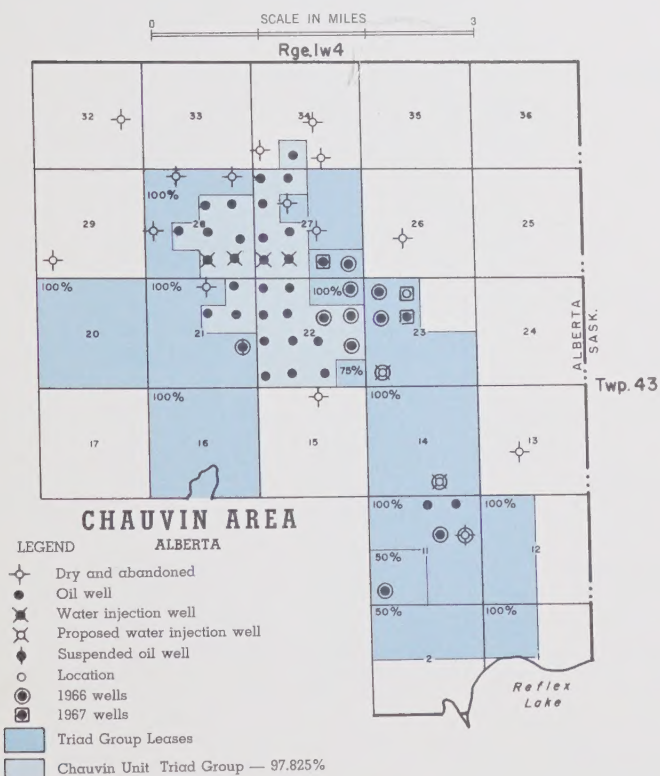 SCALE IN MILES
0 3
Rge.1w4
32 33 34 35 36
100%
29 28 27 26 25
100% 100% 100%
20 21 22 23 24
75%
ALBERTA
SASK.
Twp. 43
100% 100%
17 16 15 14 13
100% 100%
50% 11 12
50% 100%
2 1
Reflex
Lake
CHAUVIN AREA
ALBERTA
LEGEND
Dry and abandoned
Oil well
Water injection well
Proposed water injection well
Suspended oil well
Location
1966 wells
1967 wells
Triad Group Leases
Chauvin Unit Triad Group — 97.825%